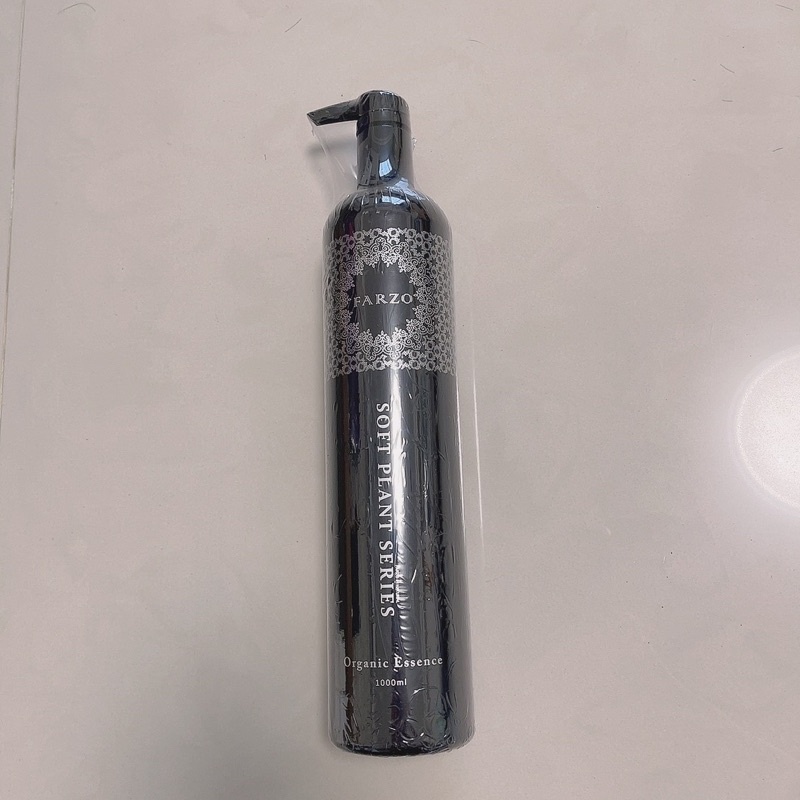 FARZO
SOFT PLANT SERIES
Organic Essence
1000ml